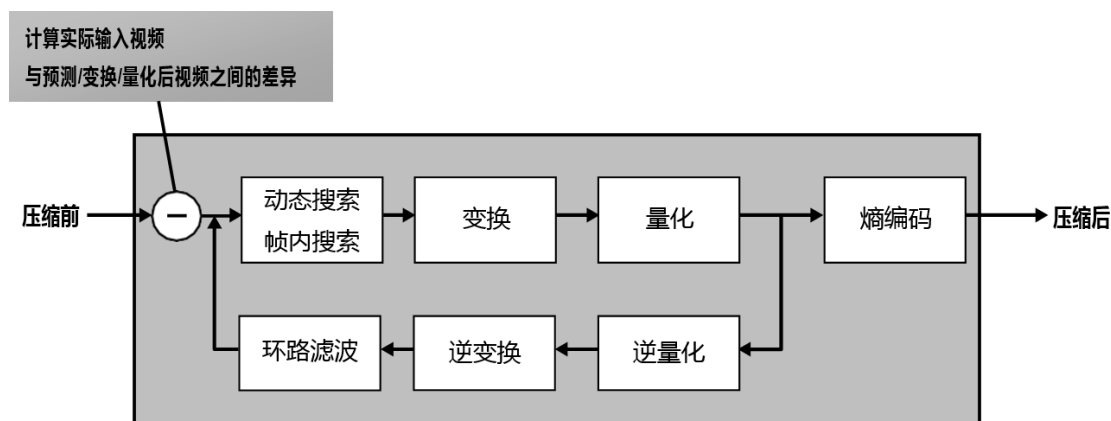 计算实际输入视频
与预测/变换/量化后视频之间的差异
压缩前
−
动态搜索
帧内搜索
变换
量化
熵编码
压缩后
环路滤波
逆变换
逆量化